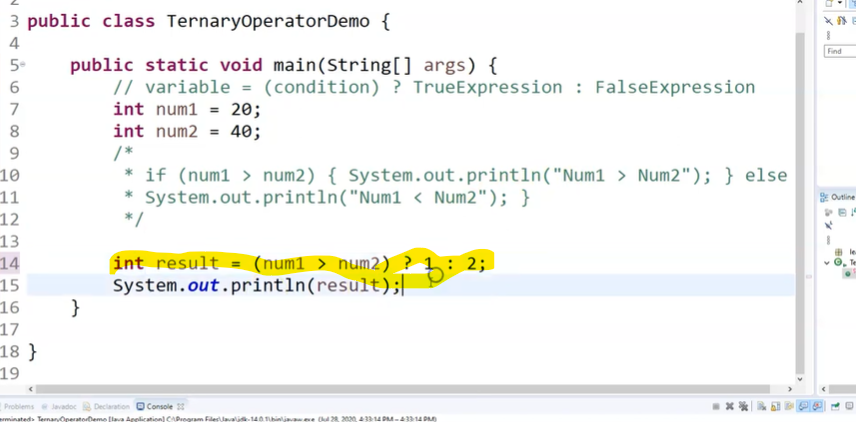 3 public class TernaryOperatorDemo {
4
5 public static void main(String[] args) {
6 // variable = (condition) ? TrueExpression : FalseExpression
7 int num1 = 20;
8 int num2 = 40;
9 /*
10 * if (num1 > num2) { System.out.println("Num1 > Num2"); } else
11 * System.out.println("Num1 < Num2"); }
12 */
13
14 int result = (num1 > num2) ? 1 : 2;
15 System.out.println(result);
16 }
17
18 }
19
Find
Outline
Problems Javadoc Declaration Console
erminated> TernaryOperatorDemo [Java Application] C:\Program Files\Java\jdk-14.0.1\bin\javaw.exe (Jul 28, 2020, 4:33:14 PM – 4:33:14 PM)